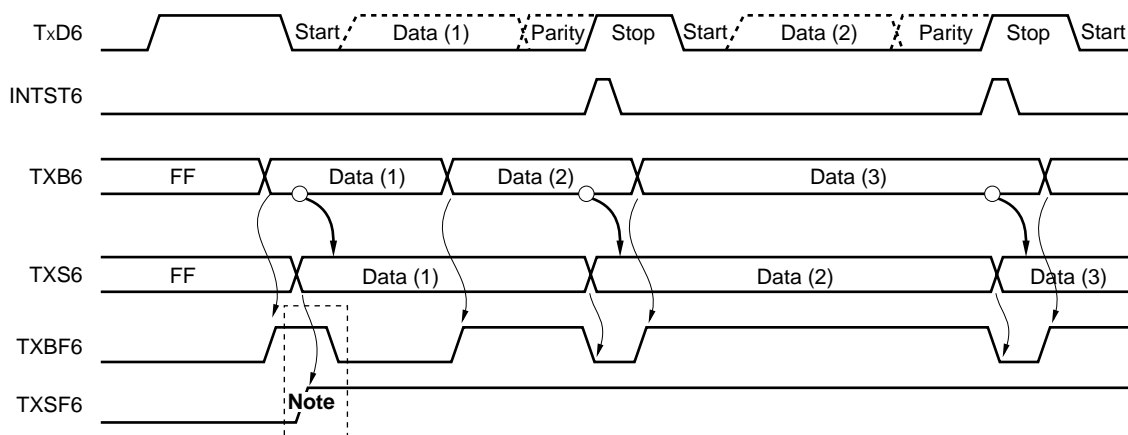 TxD6 Start Data (1) Parity Stop Start Data (2) Parity Stop Start
INTST6
TXB6 FF Data (1) Data (2) Data (3)
TXS6 FF Data (1) Data (2) Data (3)
TXBF6
TXSF6 Note